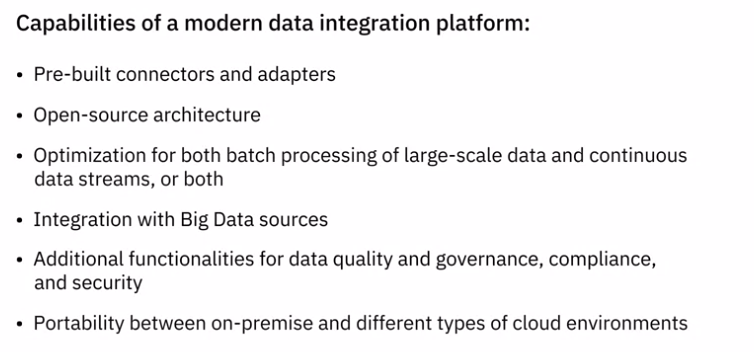 Capabilities of a modern data integration platform:
• Pre-built connectors and adapters
• Open-source architecture
• Optimization for both batch processing of large-scale data and continuous
data streams, or both
• Integration with Big Data sources
• Additional functionalities for data quality and governance, compliance,
and security
• Portability between on-premise and different types of cloud environments